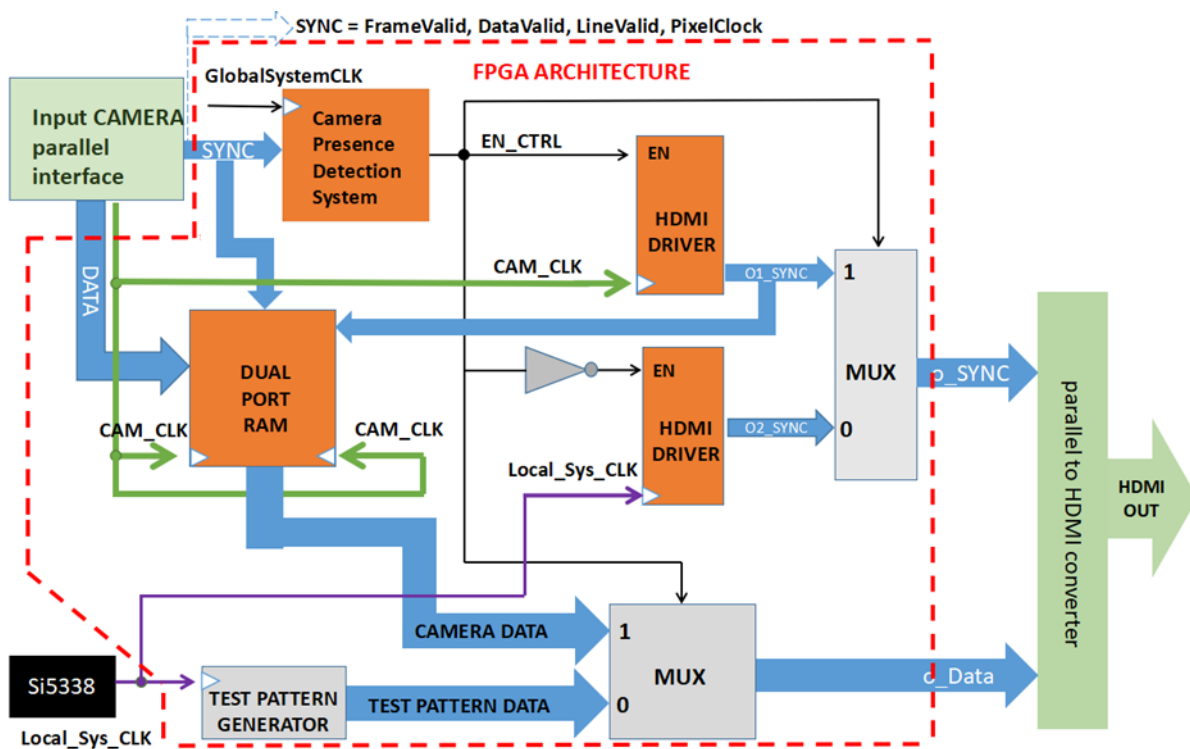 SYNC = FrameValid, DataValid, LineValid, PixelClock
FPGA ARCHITECTURE
GlobalSystemCLK
Input CAMERA
parallel
interface
SYNC
Camera
Presence
Detection
System
EN_CTRL
EN
HDMI
DRIVER
CAM_CLK
O1_SYNC
1
DATA
DUAL
PORT
RAM
CAM_CLK
CAM_CLK
EN
HDMI
DRIVER
Local_Sys_CLK
O2_SYNC
MUX
0
o_SYNC
parallel to HDMI converter
HDMI
OUT
CAMERA DATA
1
MUX
0
o_Data
Si5338
Local_Sys_CLK
TEST PATTERN
GENERATOR
TEST PATTERN DATA